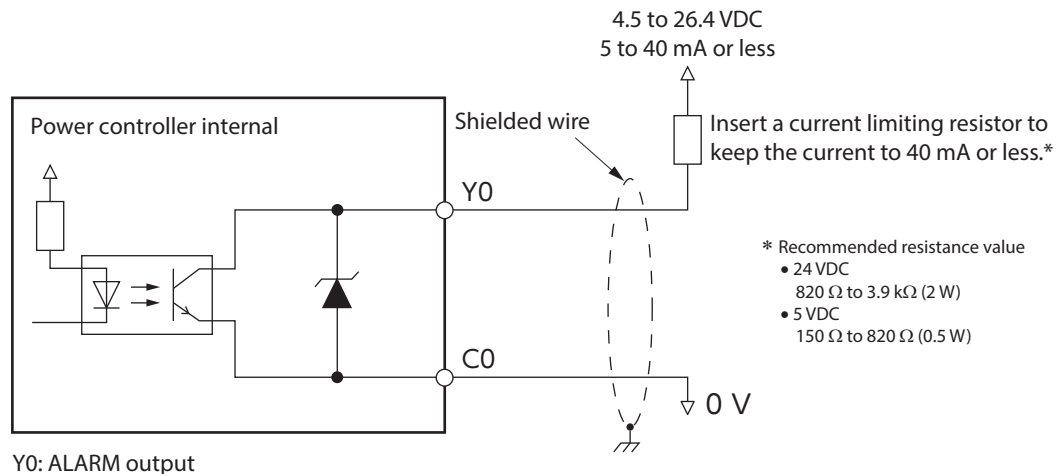 4.5 to 26.4 VDC
5 to 40 mA or less
Power controller internal
Shielded wire
Insert a current limiting resistor to
keep the current to 40 mA or less.*
Y0
* Recommended resistance value
• 24 VDC
820 Ω to 3.9 kΩ (2 W)
• 5 VDC
150 Ω to 820 Ω (0.5 W)
C0
0 V
Y0: ALARM output